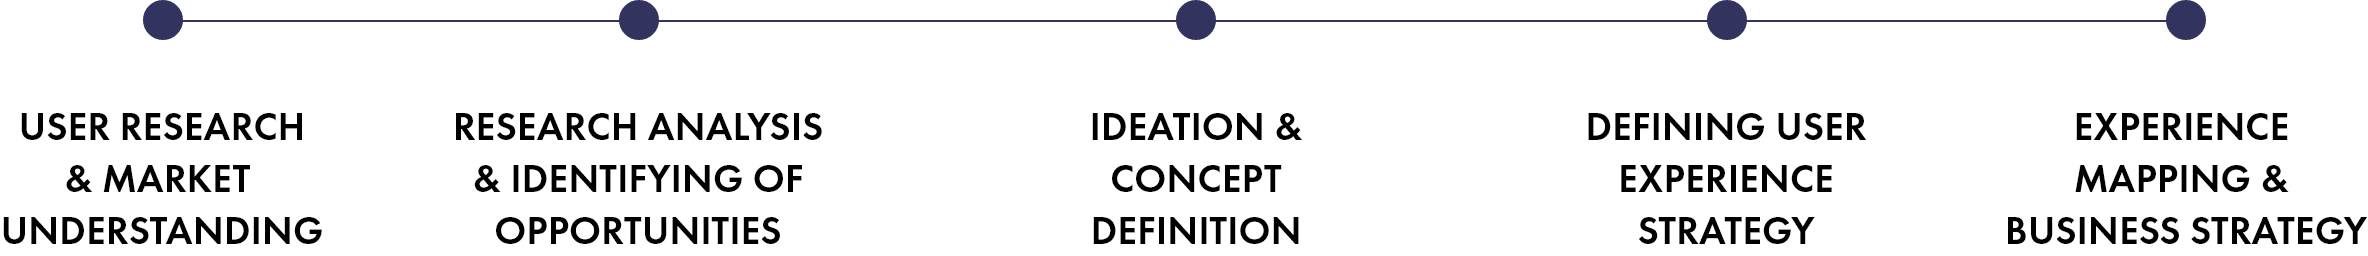 USER RESEARCH
& MARKET
UNDERSTANDING
RESEARCH ANALYSIS
& IDENTIFYING OF
OPPORTUNITIES
IDEATION &
CONCEPT
DEFINITION
DEFINING USER
EXPERIENCE
STRATEGY
EXPERIENCE
MAPPING &
BUSINESS STRATEGY